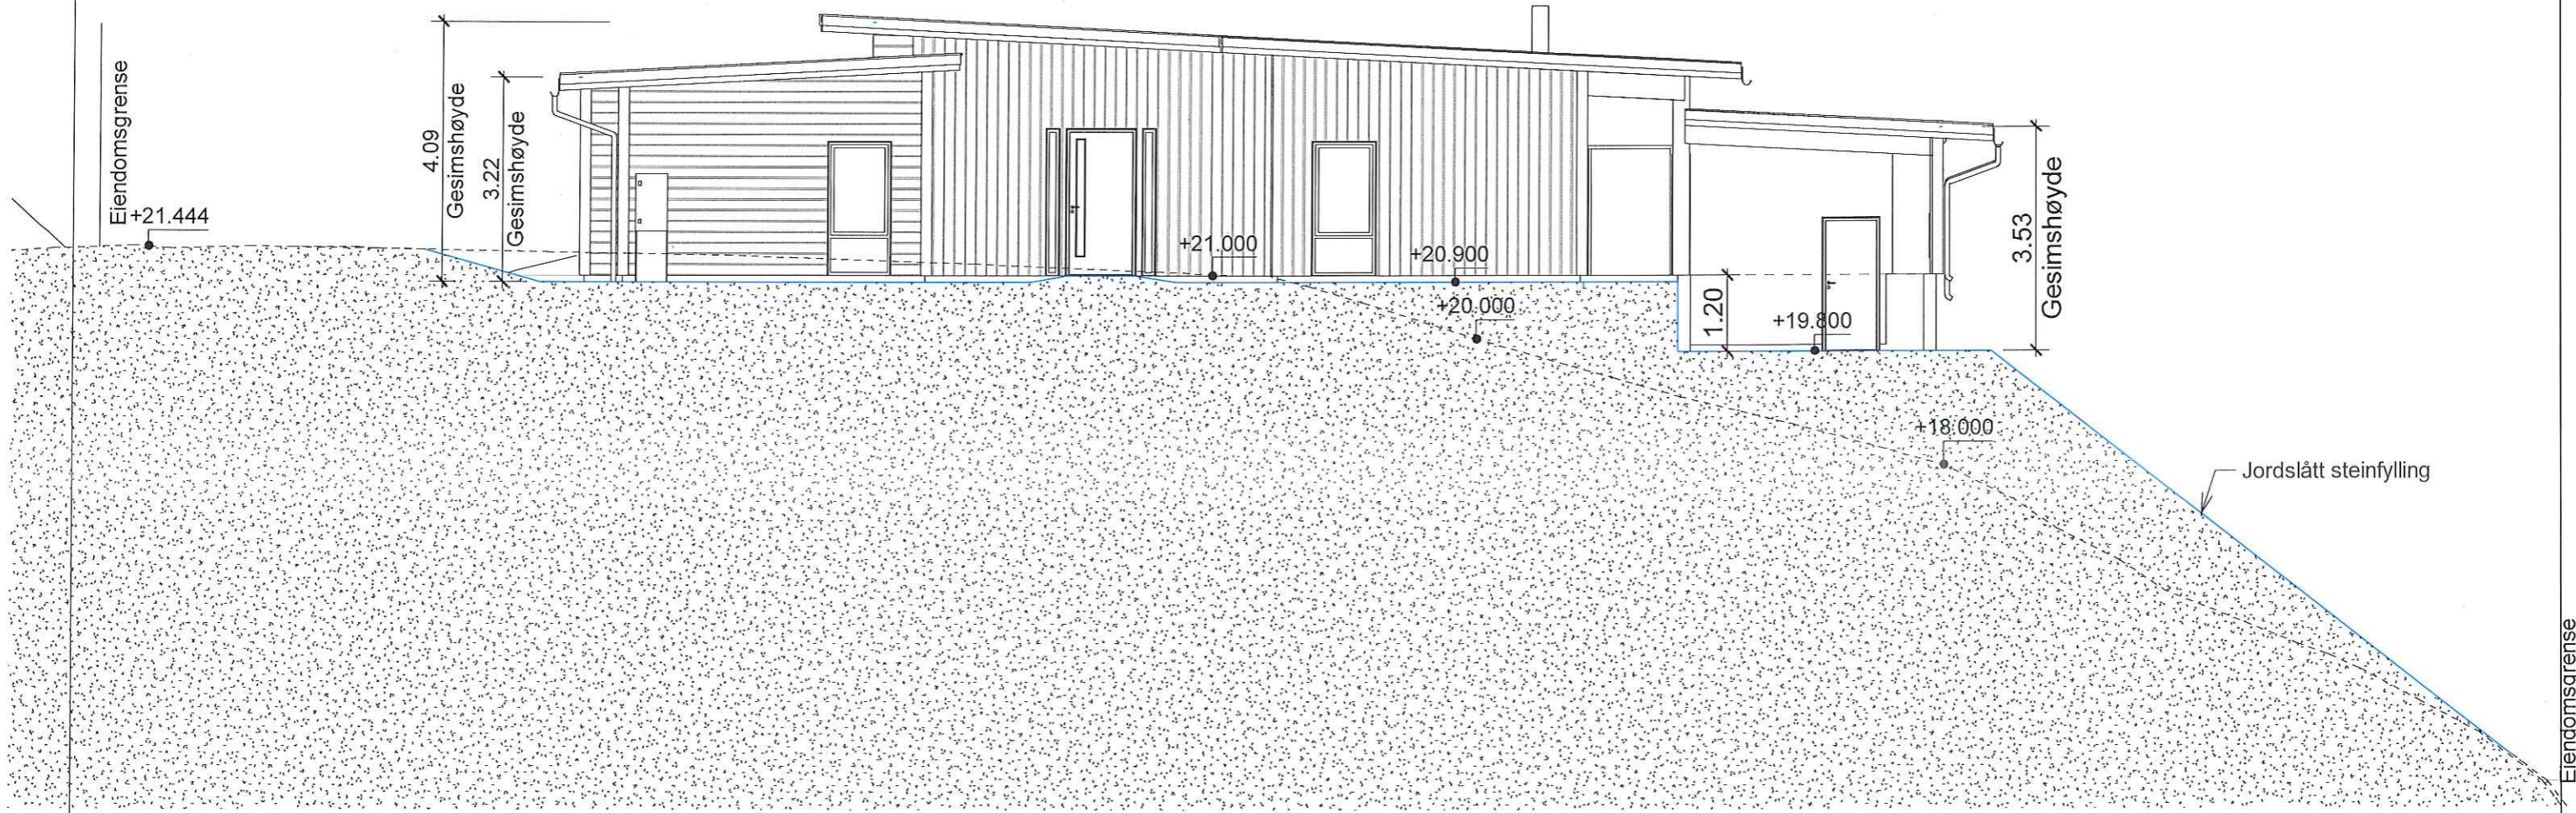 Eiendomsgrense
+21.444
4.09
Gesimshøyde
3.22
Gesimshøyde
+21.000
+20.900
+20.000
1.20
+19.800
3.53
Gesimshøyde
+18.000
Jordslått steinfylling
Eiendomsgrense